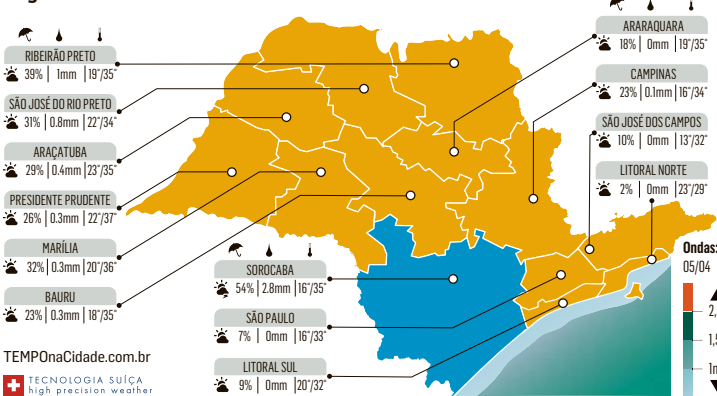 RIBEIRÃO PRETO
39% | 1mm | 19°/35°
SÃO JOSÉ DO RIO PRETO
31% | 0.8mm | 22°/34°
ARAÇATUBA
29% | 0.4mm | 23°/35°
PRESIDENTE PRUDENTE
26% | 0.3mm | 22°/37°
MARÍLIA
32% | 0.3mm | 20°/36°
BAURU
23% | 0.3mm | 18°/35°
SOROCABA
54% | 2.8mm | 16°/35°
SÃO PAULO
7% | 0mm | 16°/33°
LITORAL SUL
9% | 0mm | 20°/32°
ARARAQUARA
18% | 0mm | 19°/35°
CAMPINAS
23% | 0.1mm | 16°/34°
SÃO JOSÉ DOS CAMPOS
10% | 0mm | 13°/32°
LITORAL NORTE
2% | 0mm | 23°/29°
Ondas:
05/04
2,
1,5
1m
TEMPOnaCidade.com.br
TECNOLOGIA SUÍÇA
high precision weather